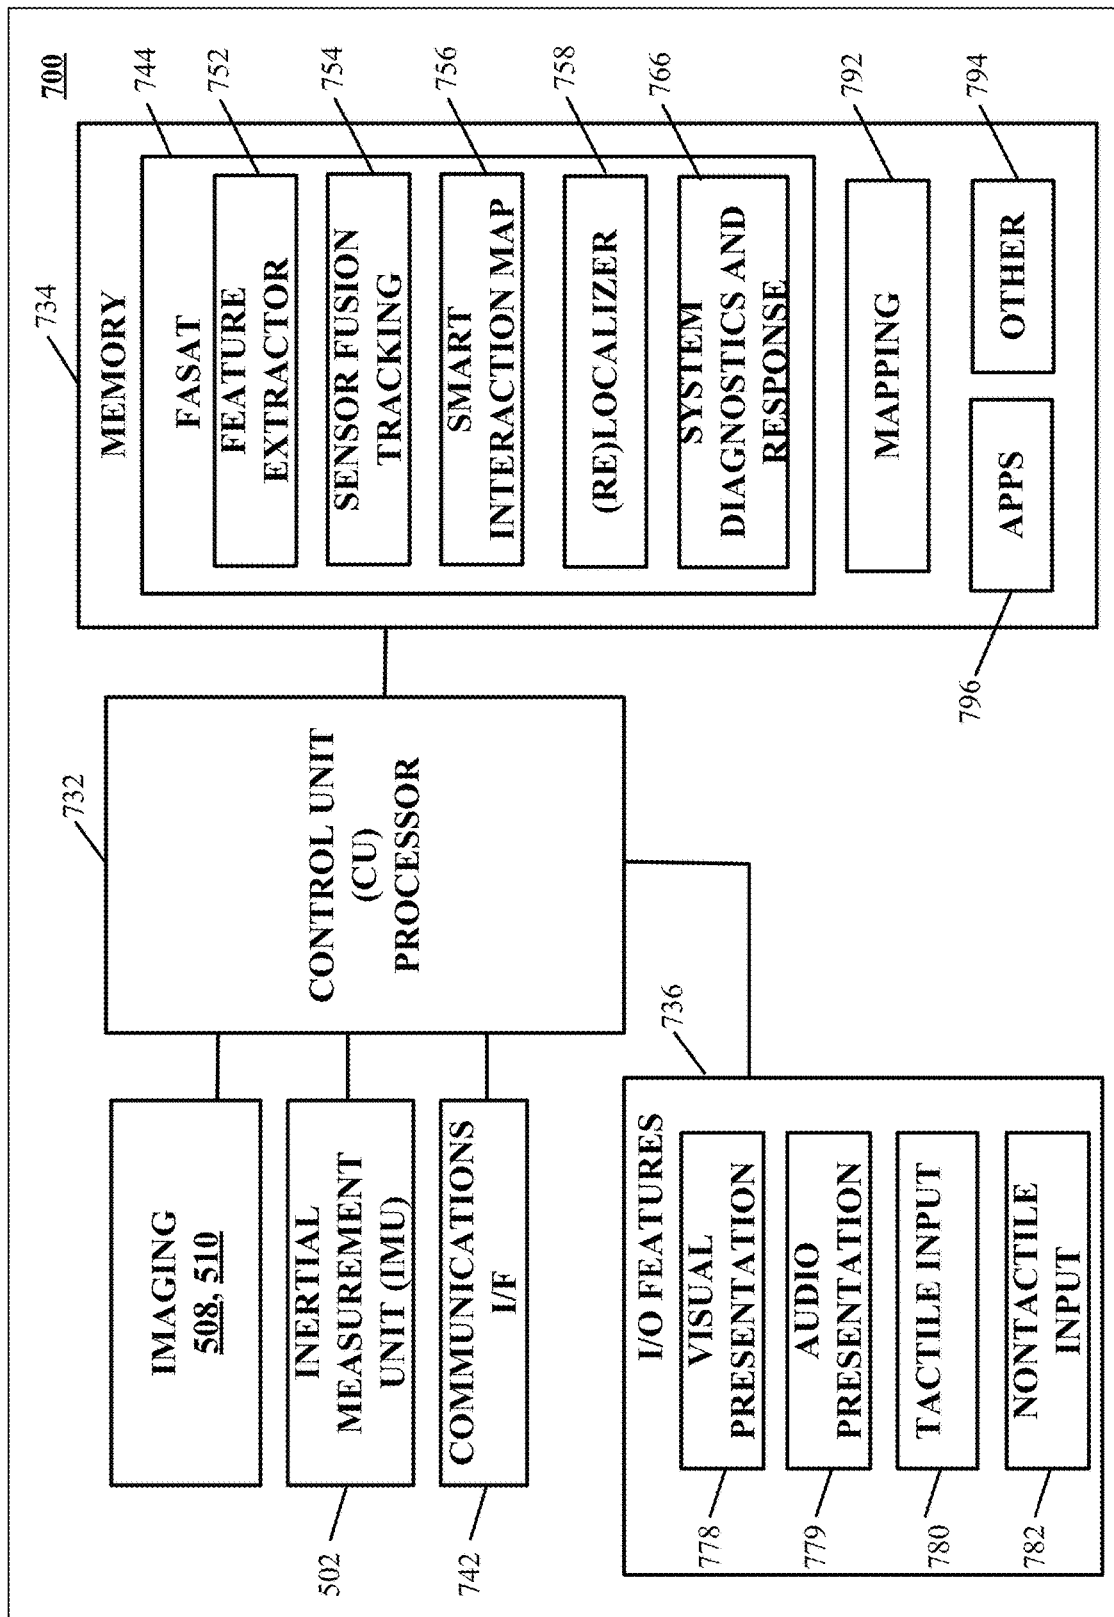 700
734
744
752
754
756
758
766
792
794
MEMORY
FASAT
FEATURE
EXTRACTOR
SENSOR FUSION
TRACKING
SMART
INTERACTION MAP
(RE)LOCALIZER
SYSTEM
DIAGNOSTICS AND
RESPONSE
MAPPING
APPS
OTHER
796
732
CONTROL UNIT
(CU)
PROCESSOR
IMAGING
508, 510
INERTIAL
MEASUREMENT
UNIT (IMU)
502
COMMUNICATIONS
I/F
742
736
I/O FEATURES
VISUAL
PRESENTATION
778
AUDIO
PRESENTATION
779
TACTILE INPUT
780
NONTACTILE
INPUT
782